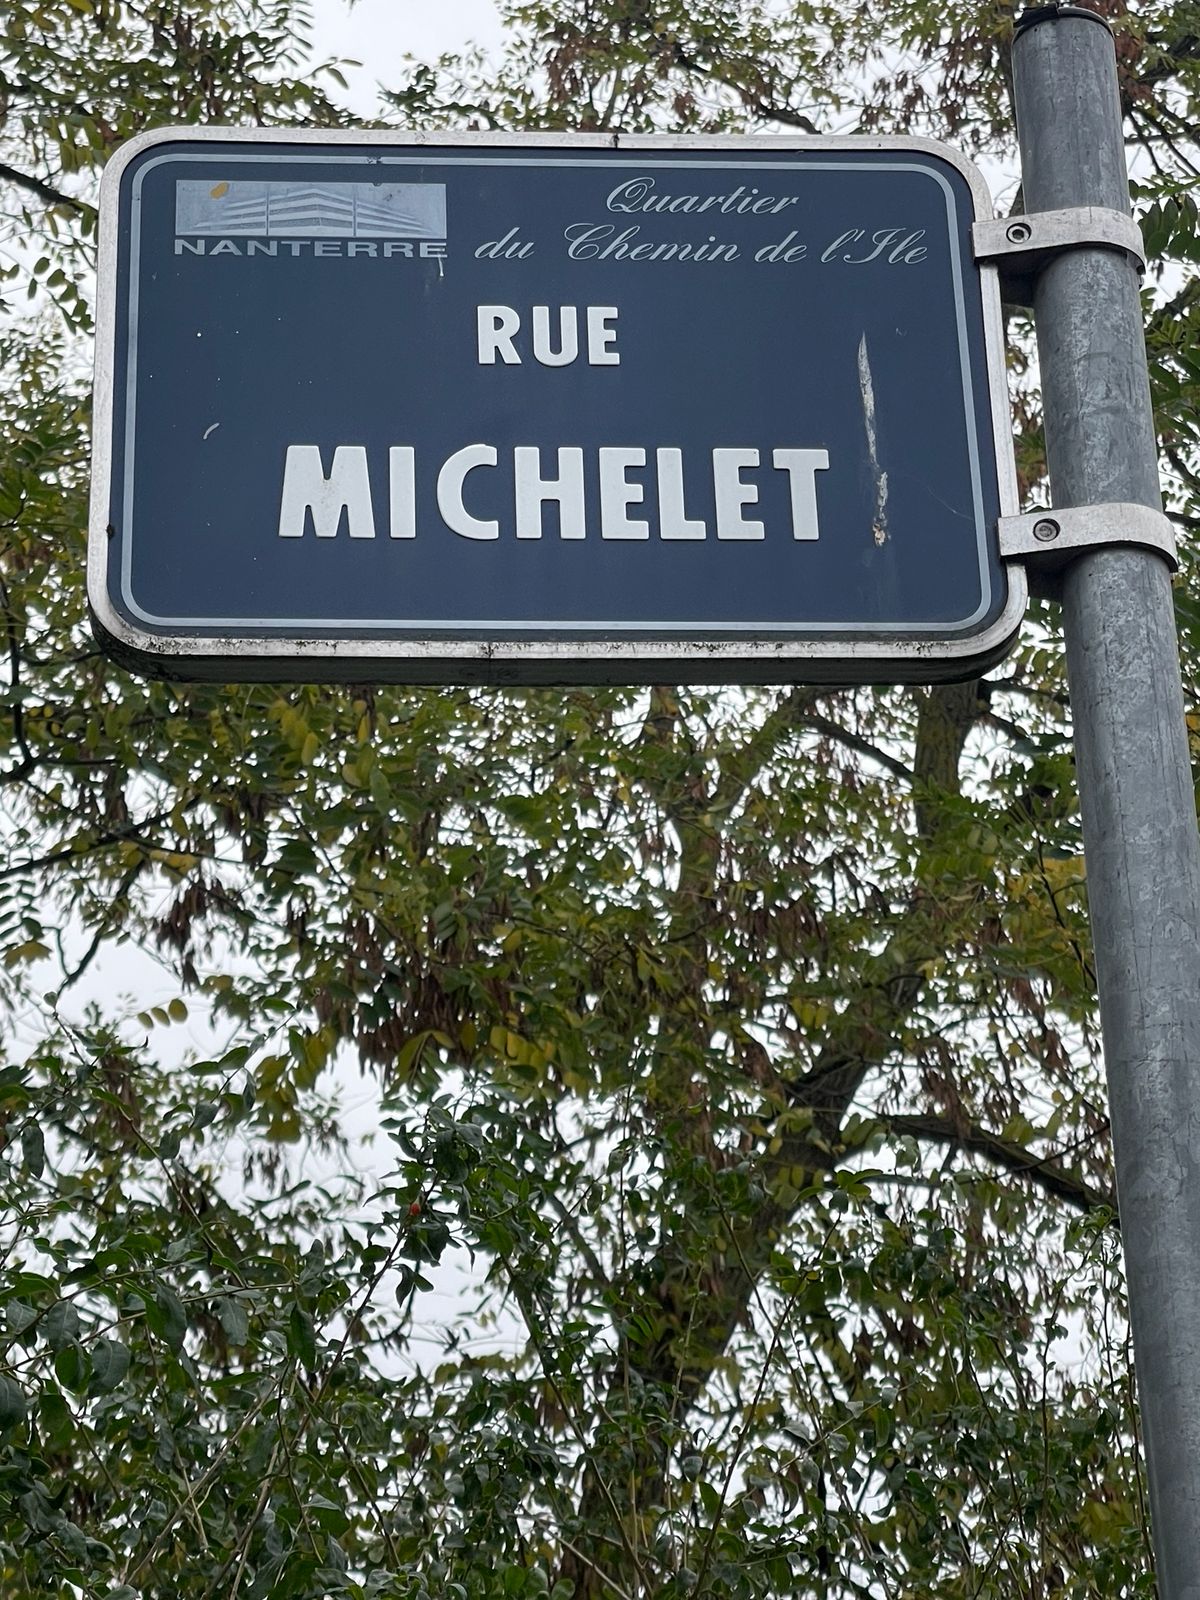 NANTERRE
Quartier
du Chemin de l'Ile
RUE
MICHELET